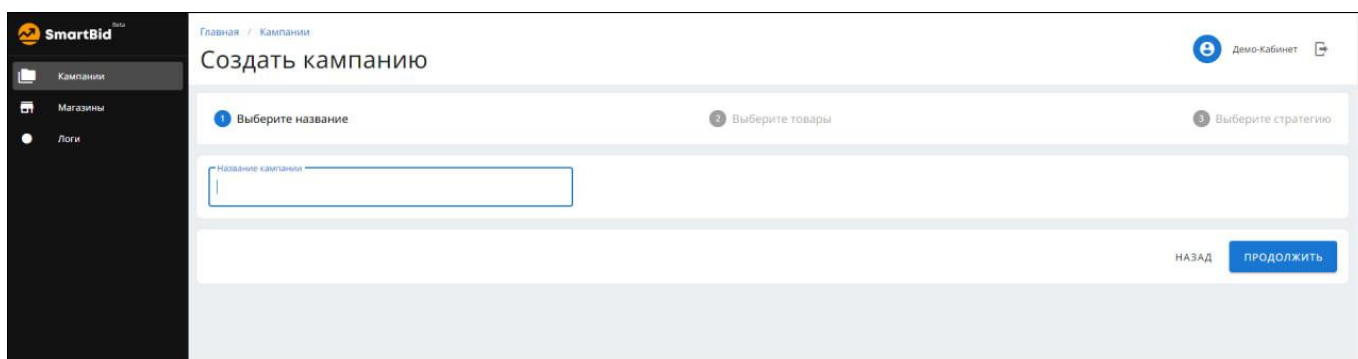 SmartBid Beta
Кампании
Магазины
Логи
Главная / Кампании
Создать кампанию
Демо-Кабинет
1 Выберите название
2 Выберите товары
3 Выберите стратегию
Название кампании
НАЗАД
ПРОДОЛЖИТЬ